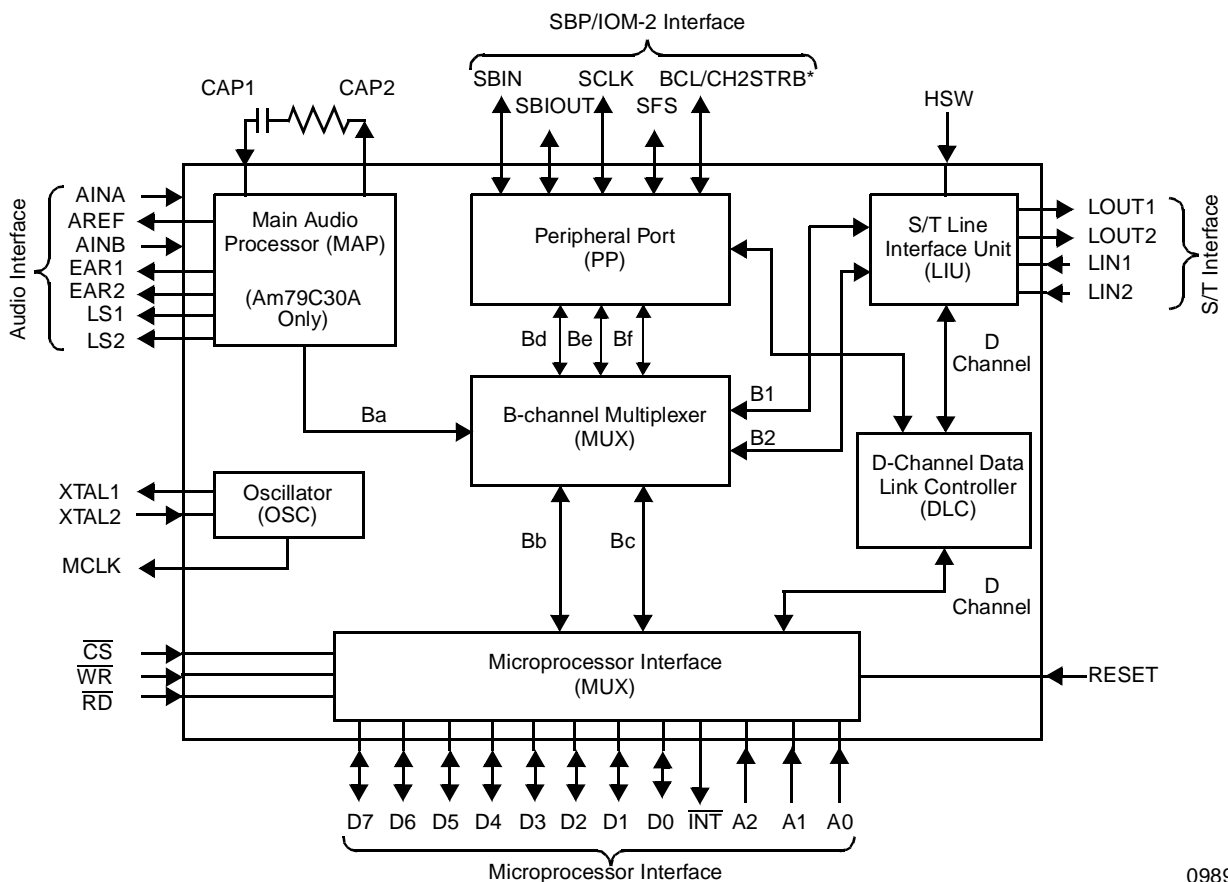 SBP/IOM-2 Interface
SBIN
SCLK
BCL/CH2STRB*
SBIOUT
SFS
CAP1
CAP2
HSW
Audio Interface
AINA
AREF
AINB
EAR1
EAR2
LS1
LS2
Main Audio
Processor (MAP)
(Am79C30A
Only)
Peripheral Port
(PP)
S/T Line
Interface Unit
(LIU)
LOUT1
LOUT2
LIN1
LIN2
S/T Interface
Bd
Be
Bf
D
Channel
Ba
B-channel Multiplexer
(MUX)
B1
B2
D-Channel Data
Link Controller
(DLC)
XTAL1
XTAL2
MCLK
Oscillator
(OSC)
Bb
Bc
D
Channel
CS
WR
RD
Microprocessor Interface
(MUX)
RESET
D7
D6
D5
D4
D3
D2
D1
D0
INT
A2
A1
A0
Microprocessor Interface
0989